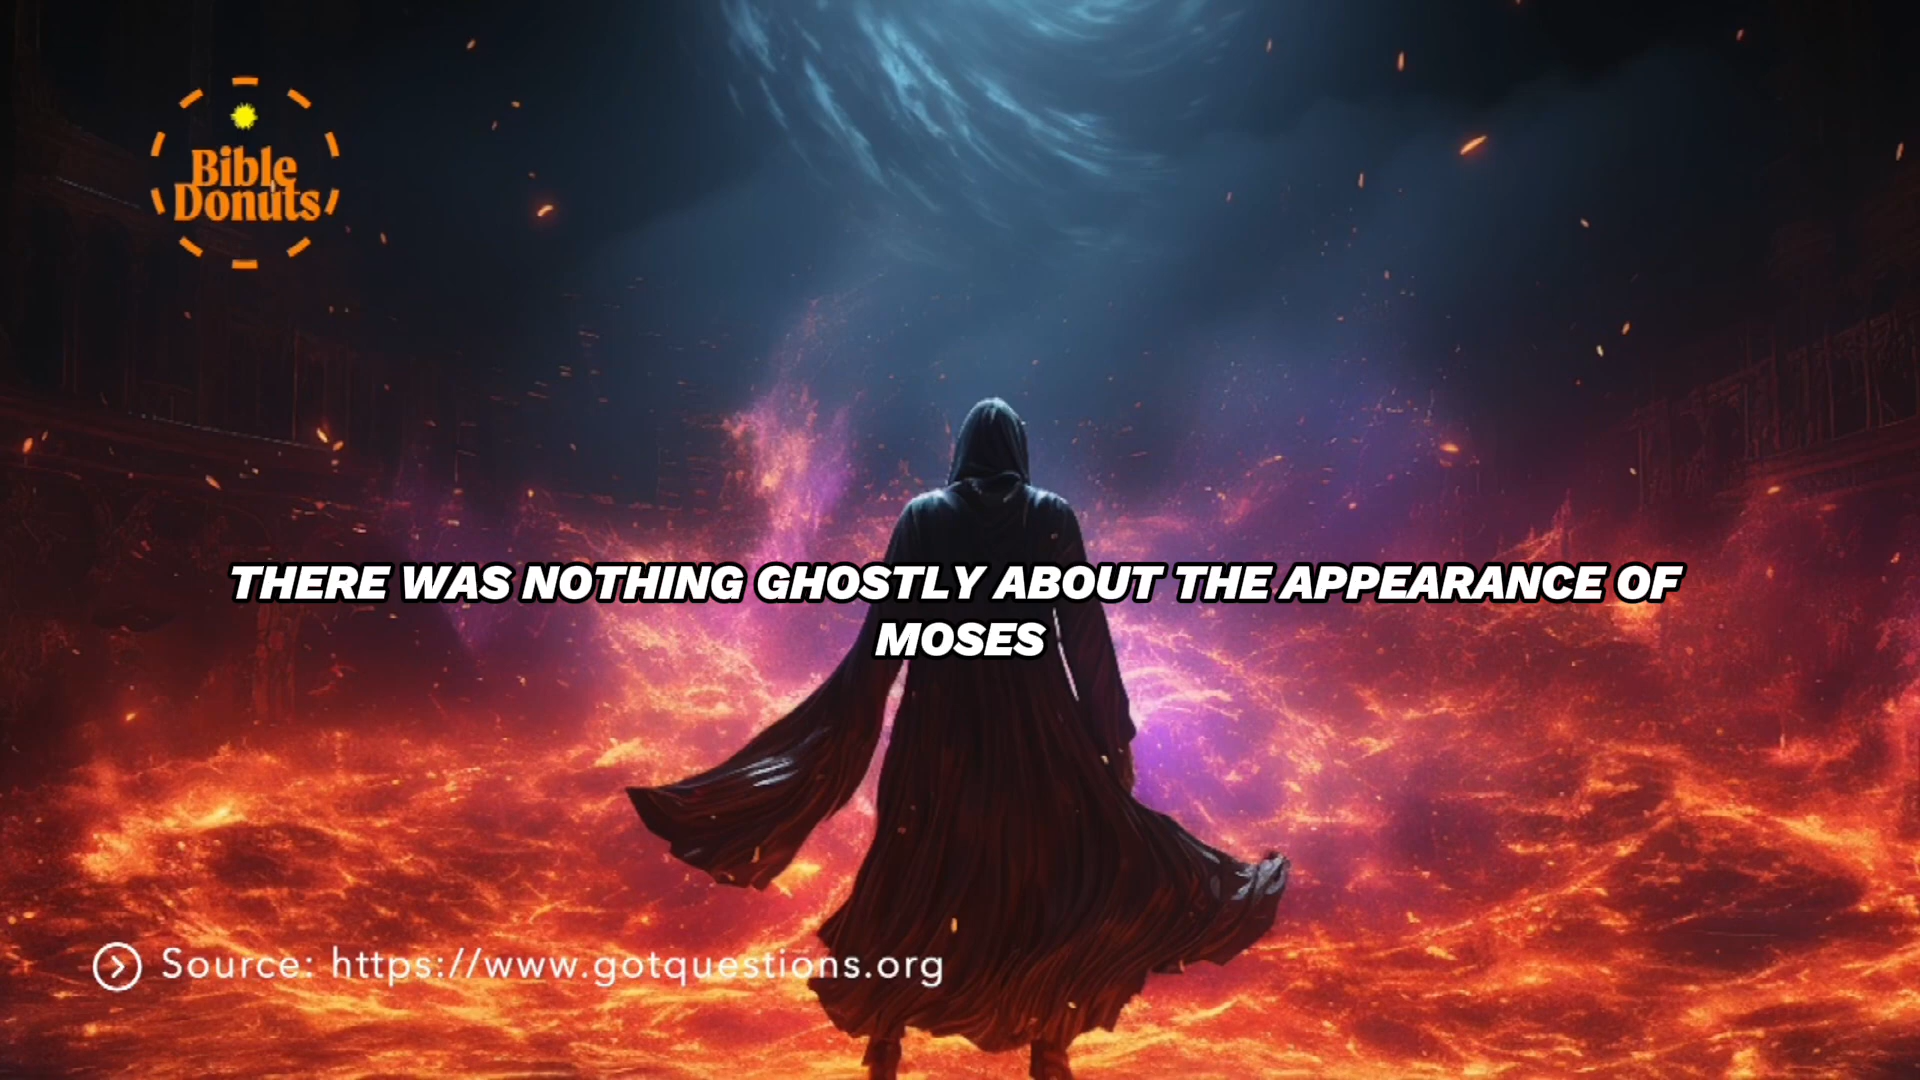 Bible
Donuts
THERE WAS NOTHING GHOSTLY ABOUT THE APPEARANCE OF
MOSES
Source: https://www.gotquestions.org